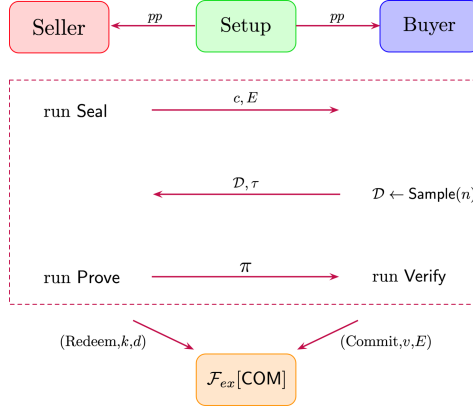 Seller pp Setup pp Buyer
run Seal c, E
𝒟, τ 𝒟 ← Sample(n)
run Prove π run Verify
(Redeem,k,d) (Commit,v,E)
ℱ_ex[COM]